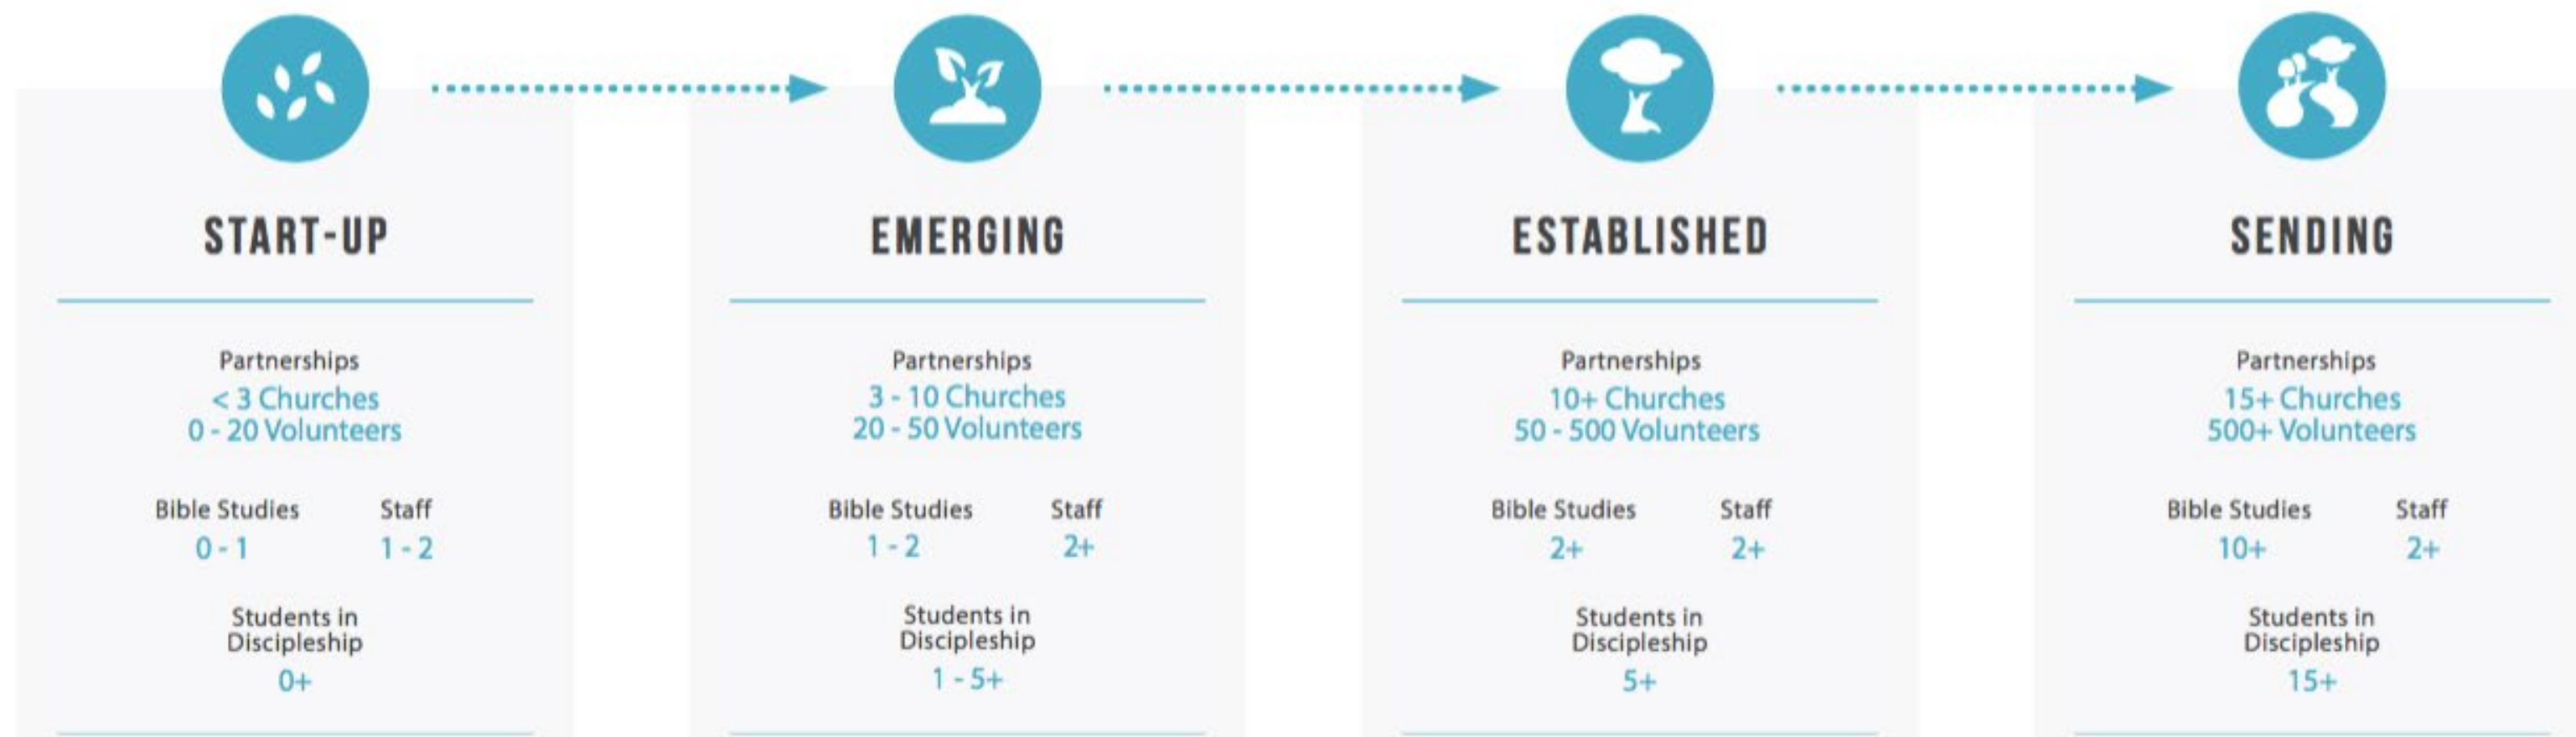 START-UP
Partnerships
< 3 Churches
0 - 20 Volunteers
Bible Studies Staff
0 - 1 1 - 2
Students in
Discipleship
0+
EMERGING
Partnerships
3 - 10 Churches
20 - 50 Volunteers
Bible Studies Staff
1 - 2 2+
Students in
Discipleship
1 - 5+
ESTABLISHED
Partnerships
10+ Churches
50 - 500 Volunteers
Bible Studies Staff
2+ 2+
Students in
Discipleship
5+
SENDING
Partnerships
15+ Churches
500+ Volunteers
Bible Studies Staff
10+ 2+
Students in
Discipleship
15+